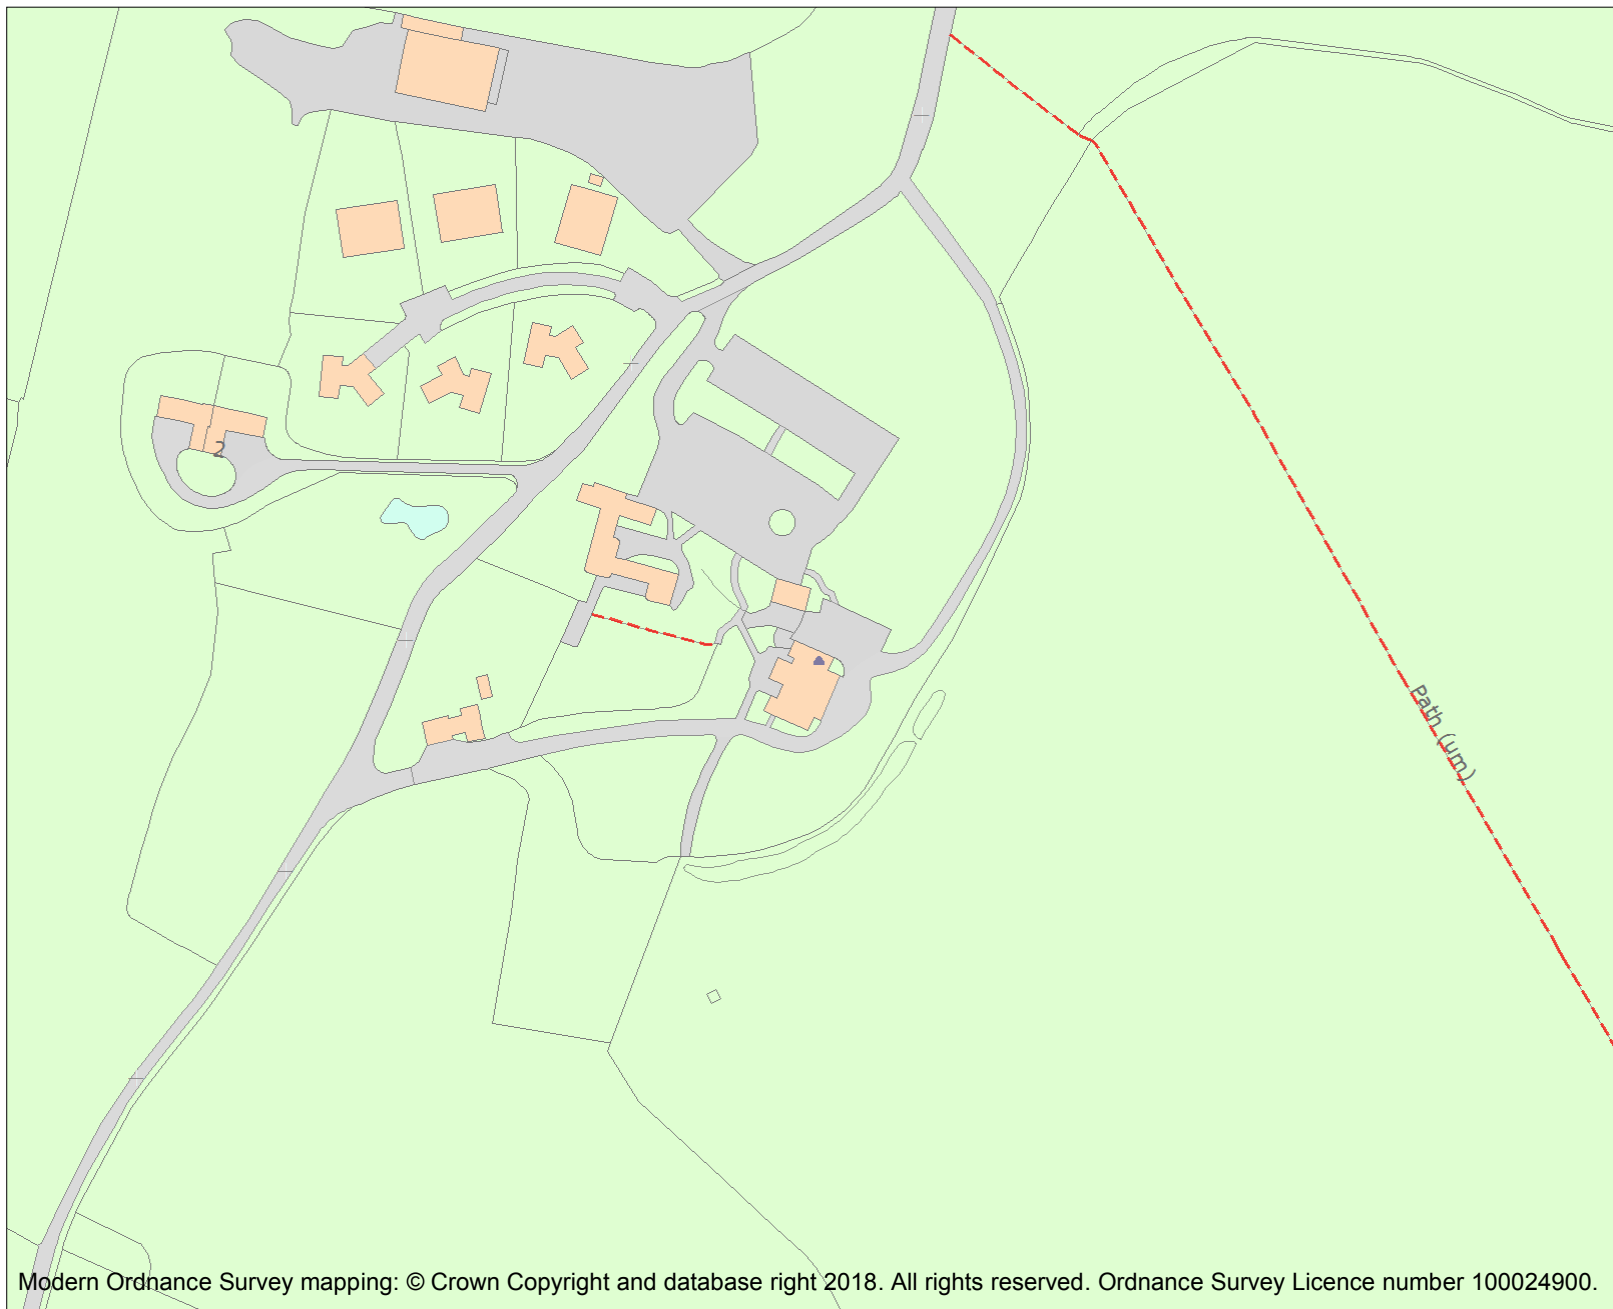 2
Path (um)
Modern Ordnance Survey mapping: © Crown Copyright and database right 2018. All rights reserved. Ordnance Survey Licence number 100024900.